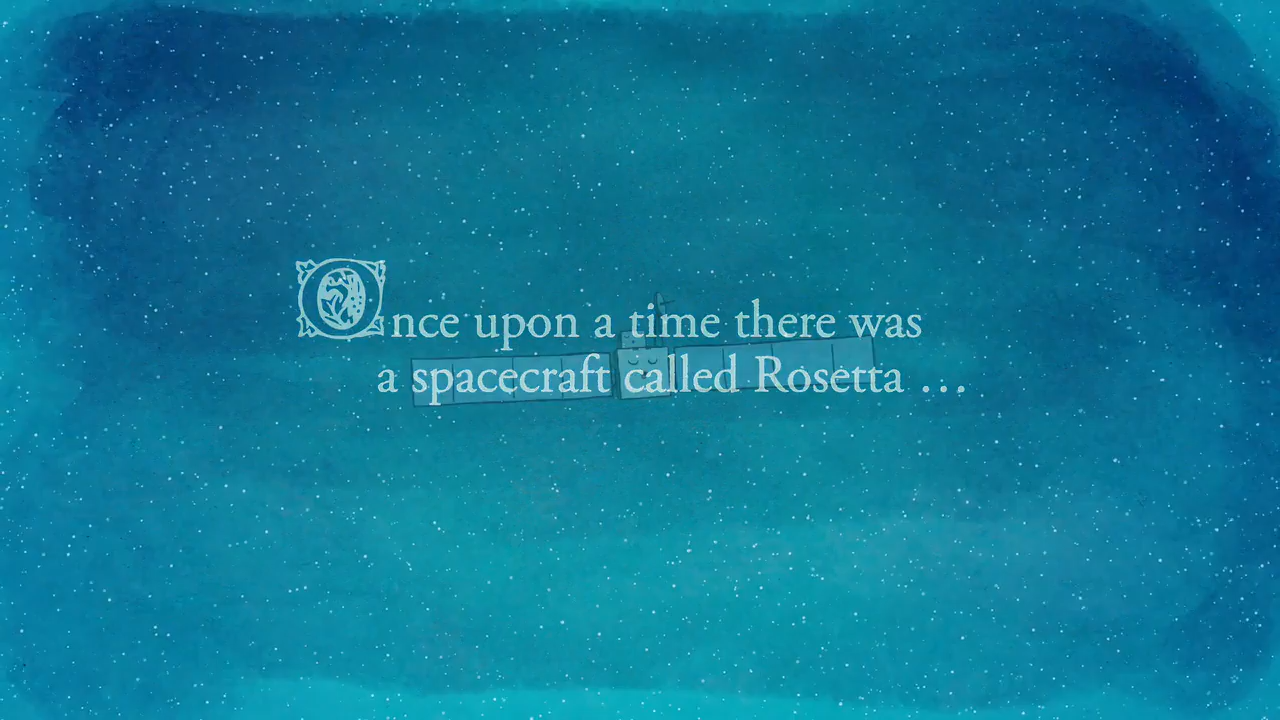 Once upon a time there was
a spacecraft called Rosetta …